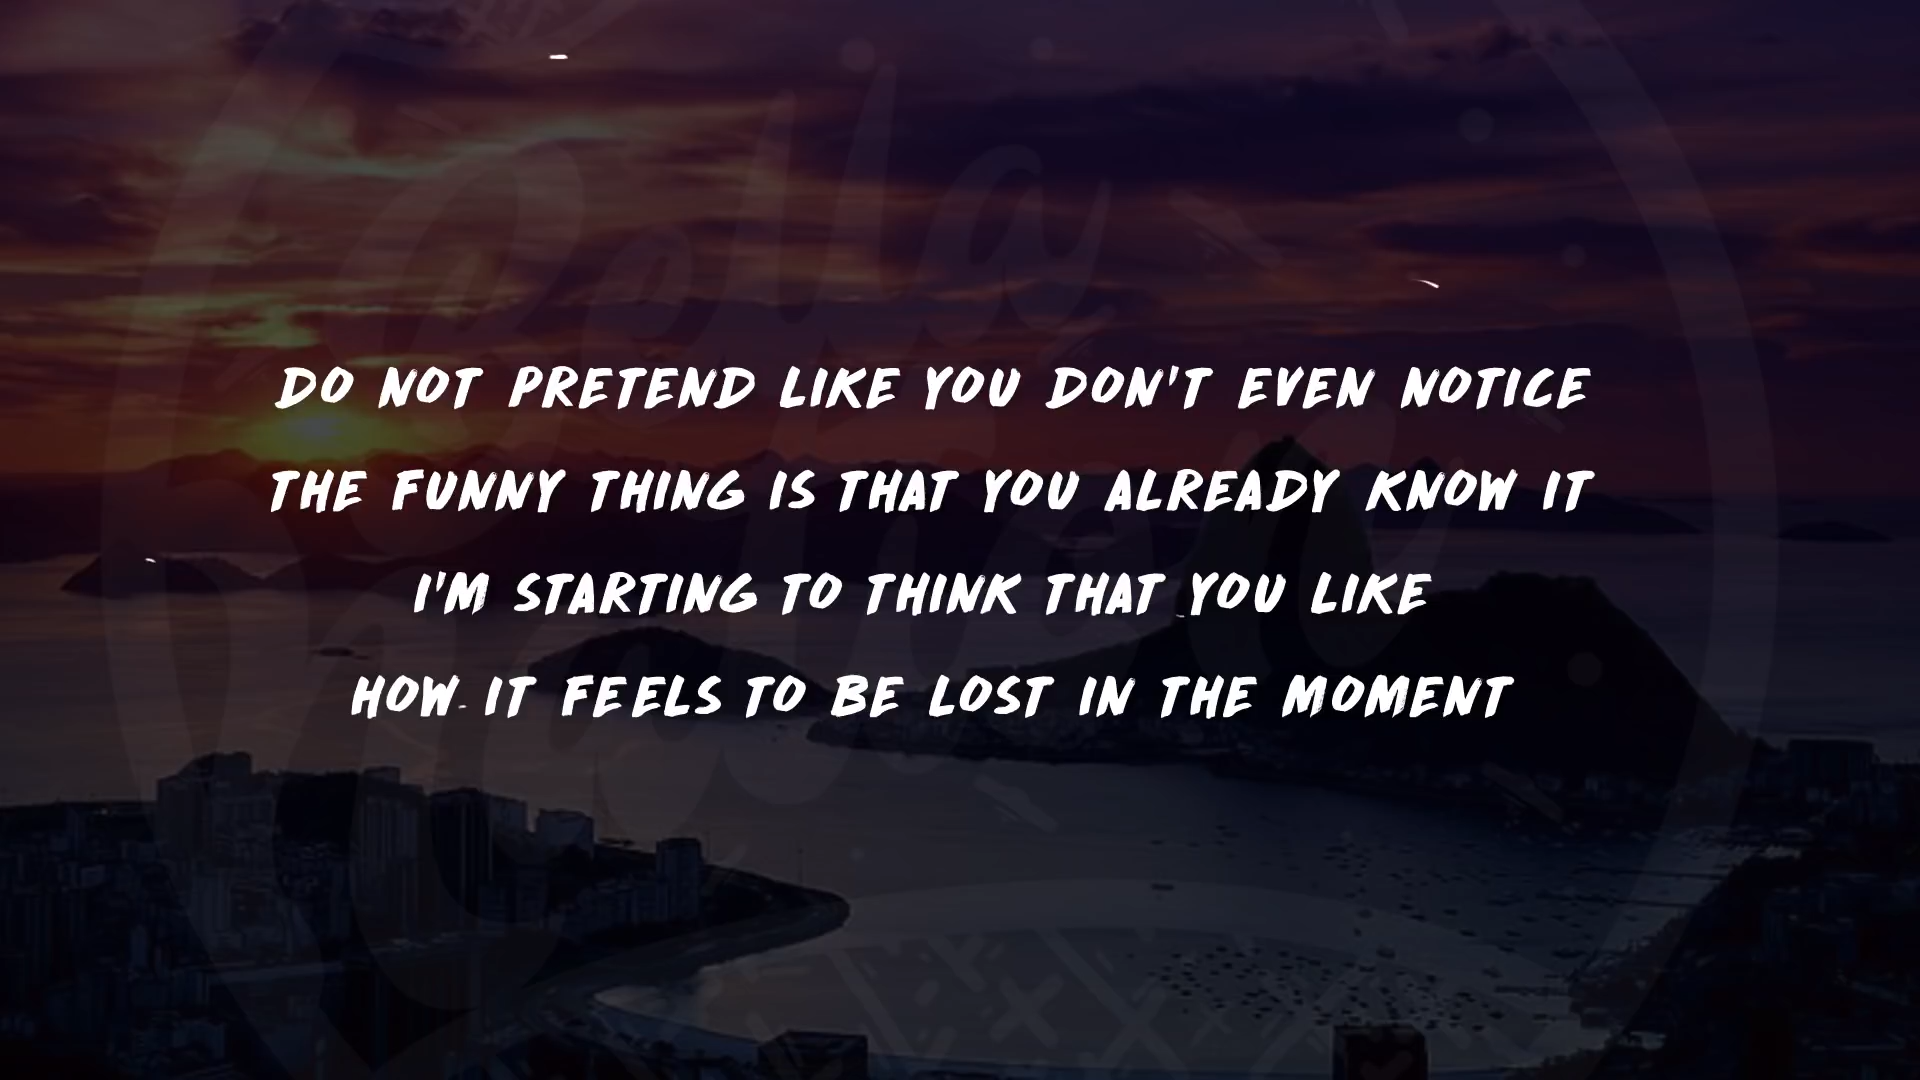 DO NOT PRETEND LIKE YOU DON'T EVEN NOTICE
THE FUNNY THING IS THAT YOU ALREADY KNOW IT
I'M STARTING TO THINK THAT YOU LIKE
HOW IT FEELS TO BE LOST IN THE MOMENT